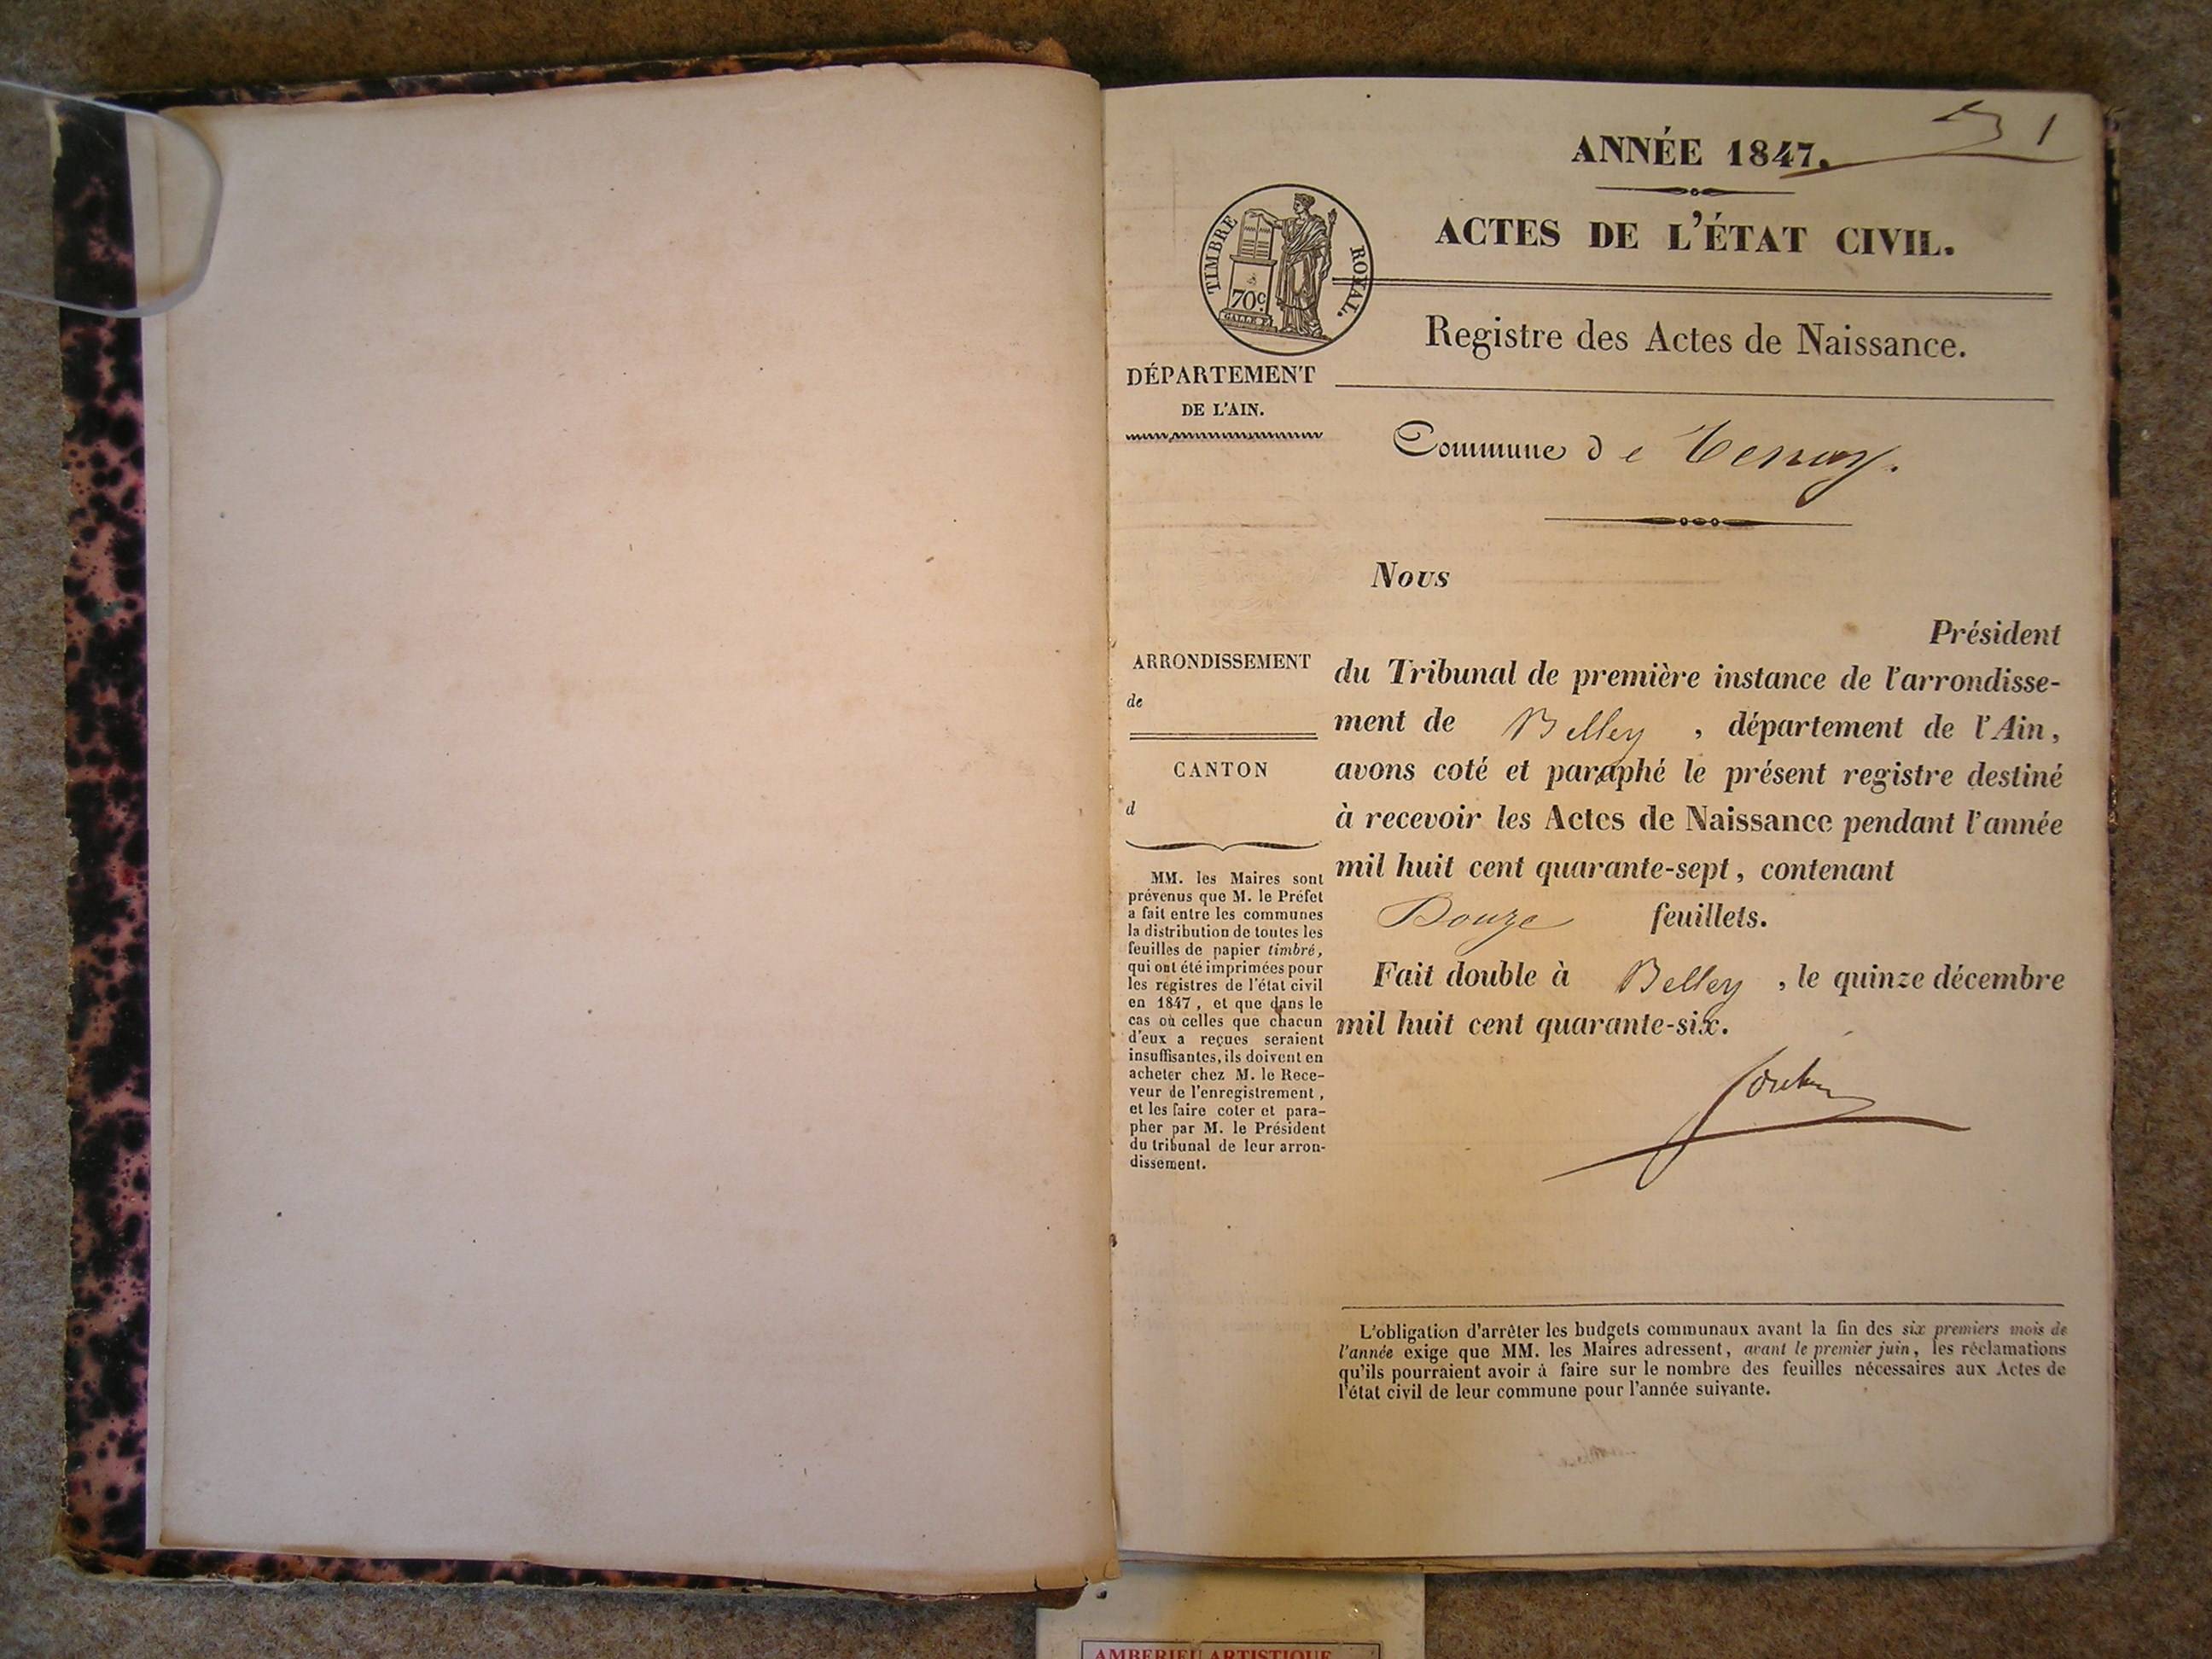 1
ANNÉE 1847.
ACTES DE L'ÉTAT CIVIL.
TIMBRE ROYAL.
70c
GALLE F.
Registre des Actes de Naissance.
DÉPARTEMENT
DE L'AIN.
Commune de Tenay.
Nous
Président
du Tribunal de première instance de l'arrondisse-
ment de Belley, département de l'Ain,
avons coté et paraphé le présent registre destiné
à recevoir les Actes de Naissance pendant l'année
mil huit cent quarante-sept, contenant
Douze feuillets.
Fait double à Belley, le quinze décembre
mil huit cent quarante-six.
ARRONDISSEMENT
de
CANTON
d
MM. les Maires sont
prévenus que M. le Préfet
a fait entre les communes
la distribution de toutes les
feuilles de papier timbré,
qui ont été imprimées pour
les régistres de l'état civil
en 1847, et que dans le
cas où celles que chacun
d'eux a reçues seraient
insuffisantes, ils doivent en
acheter chez M. le Rece-
veur de l'enregistrement,
et les faire coter et para-
pher par M. le Président
du tribunal de leur arron-
dissement.
L'obligation d'arrêter les budgets communaux avant la fin des six premiers mois de
l'année exige que MM. les Maires adressent, avant le premier juin, les réclamations
qu'ils pourraient avoir à faire sur le nombre des feuilles nécessaires aux Actes de
l'état civil de leur commune pour l'année suivante.
AMBERIEU ARTISTIQUE